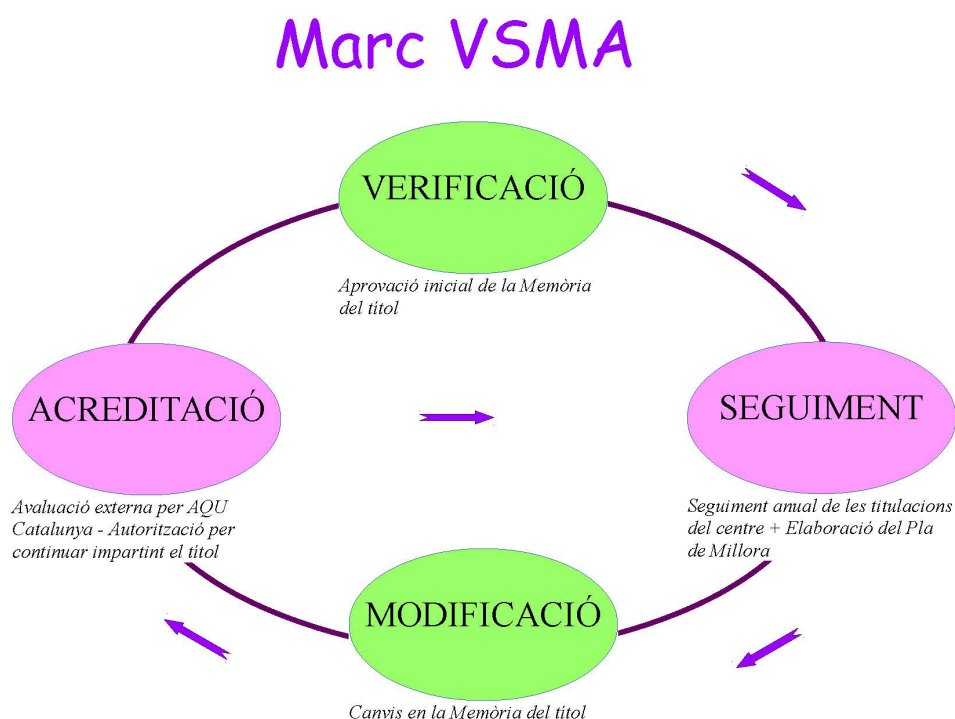 Marc VSMA
VERIFICACIÓ
Aprovació inicial de la Memòria
del títol
ACREDITACIÓ
Avaluació externa per AQU
Catalunya - Autorització per
continuar impartint el títol
SEGUIMENT
Seguiment anual de les titulacions
del centre + Elaboració del Pla
de Millora
MODIFICACIÓ
Canvis en la Memòria del títol